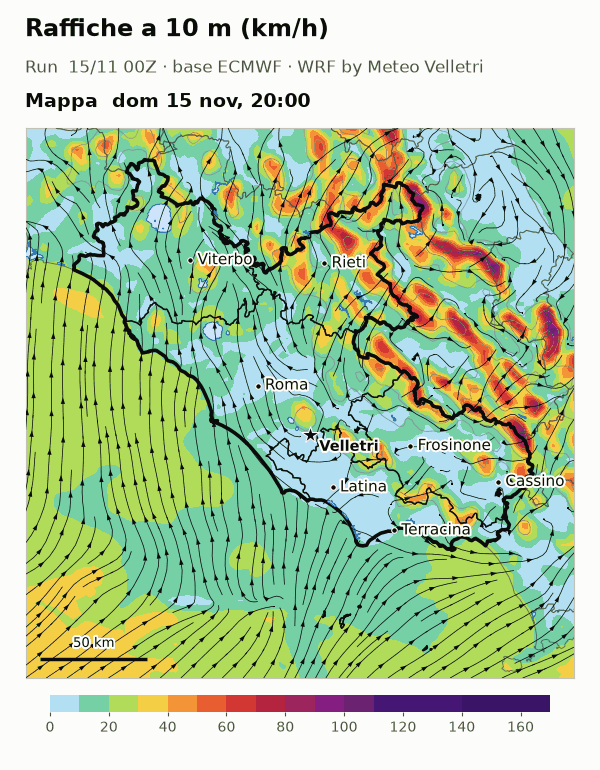 Raffiche a 10 m (km/h)
Run 15/11 00Z · base ECMWF · WRF by Meteo Velletri
Mappa dom 15 nov, 20:00
Viterbo
Rieti
Roma
Velletri
Frosinone
Latina
Cassino
Terracina
50 km
0 20 40 60 80 100 120 140 160